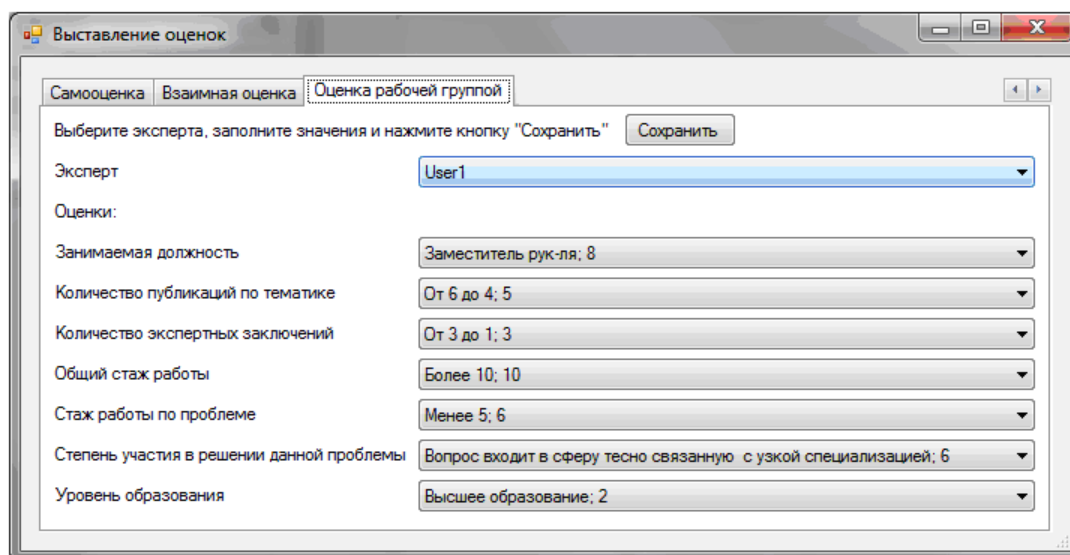 Выставление оценок
Самооценка Взаимная оценка Оценка рабочей группой
Выберите эксперта, заполните значения и нажмите кнопку "Сохранить" Сохранить
Эксперт User1
Оценки:
Занимаемая должность Заместитель рук-ля; 8
Количество публикаций по тематике От 6 до 4; 5
Количество экспертных заключений От 3 до 1; 3
Общий стаж работы Более 10; 10
Стаж работы по проблеме Менее 5; 6
Степень участия в решении данной проблемы Вопрос входит в сферу тесно связанную с узкой специализацией; 6
Уровень образования Высшее образование; 2